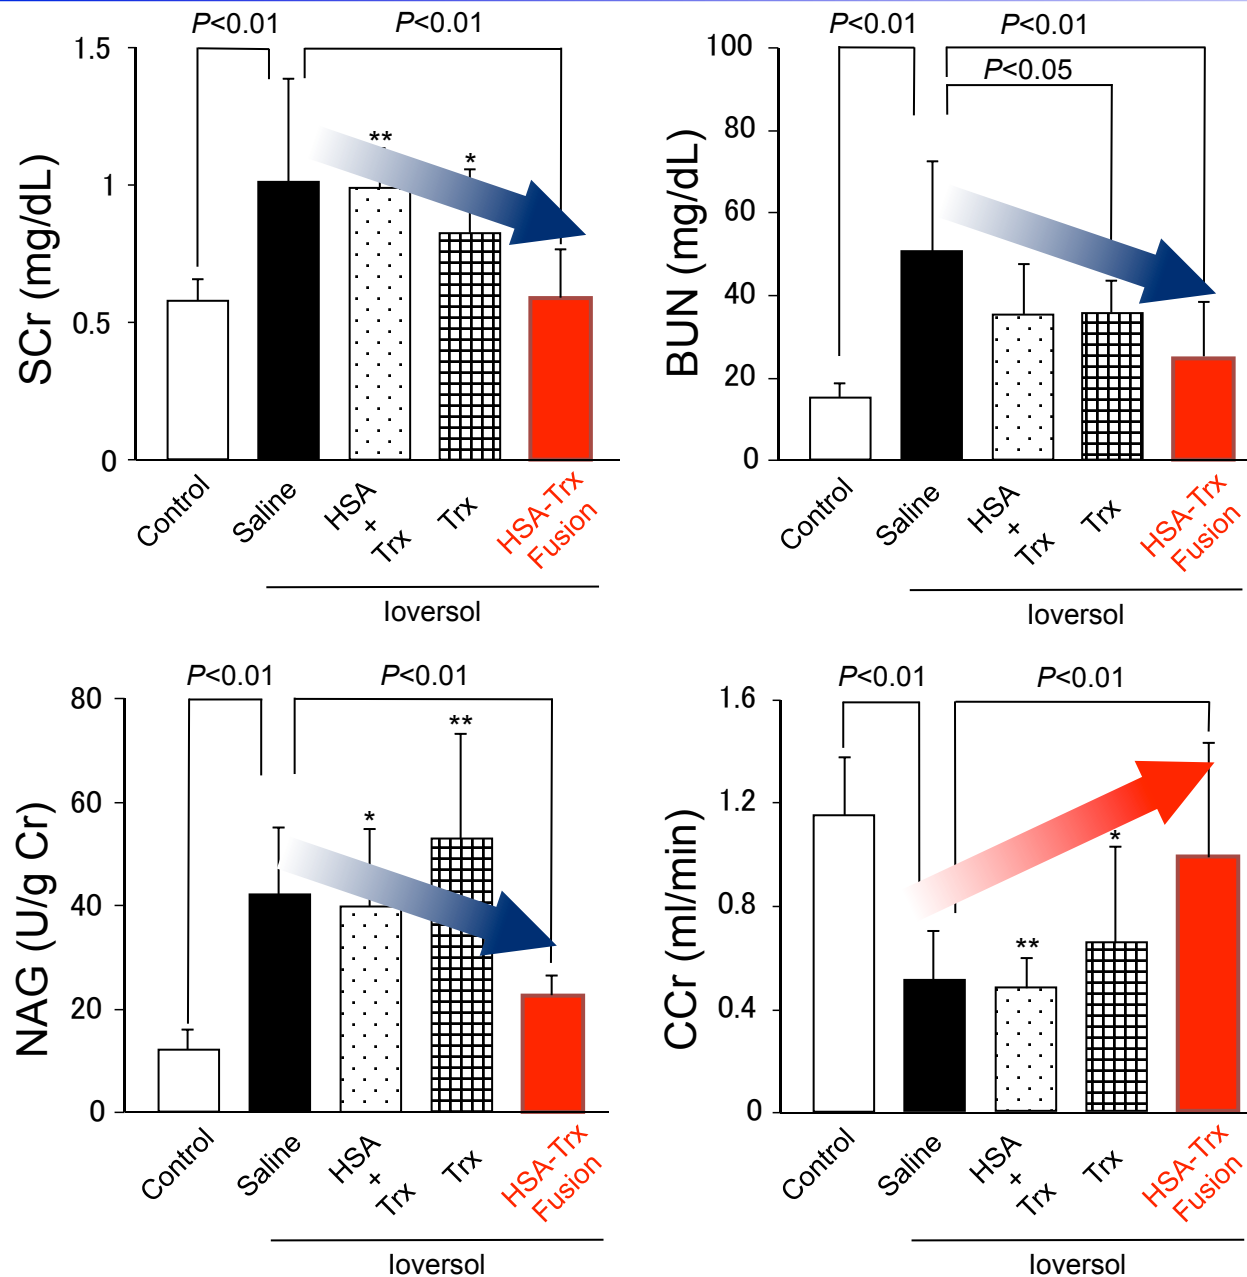 P<0.01
P<0.01
1.5
1
0.5
0
SCr (mg/dL)
**
*
Control
Saline
HSA
+
Trx
Trx
HSA-Trx
Fusion
Ioversol
P<0.01
P<0.01
P<0.05
100
80
60
40
20
0
BUN (mg/dL)
Control
Saline
HSA
+
Trx
Trx
HSA-Trx
Fusion
Ioversol
P<0.01
P<0.01
80
60
40
20
0
NAG (U/g Cr)
*
**
Control
Saline
HSA
+
Trx
Trx
HSA-Trx
Fusion
Ioversol
P<0.01
P<0.01
1.6
1.2
0.8
0.4
0
CCr (ml/min)
**
*
Control
Saline
HSA
+
Trx
Trx
HSA-Trx
Fusion
Ioversol